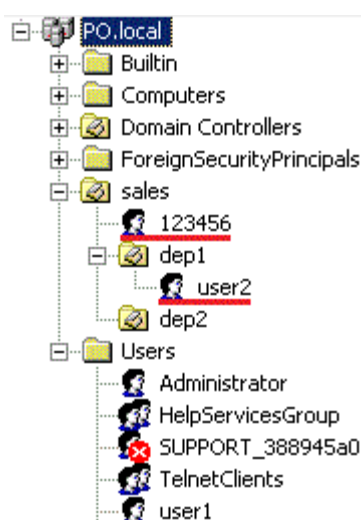 PO.local
Builtin
Computers
Domain Controllers
ForeignSecurityPrincipals
sales
123456
dep1
user2
dep2
Users
Administrator
HelpServicesGroup
SUPPORT_388945a0
TelnetClients
user1